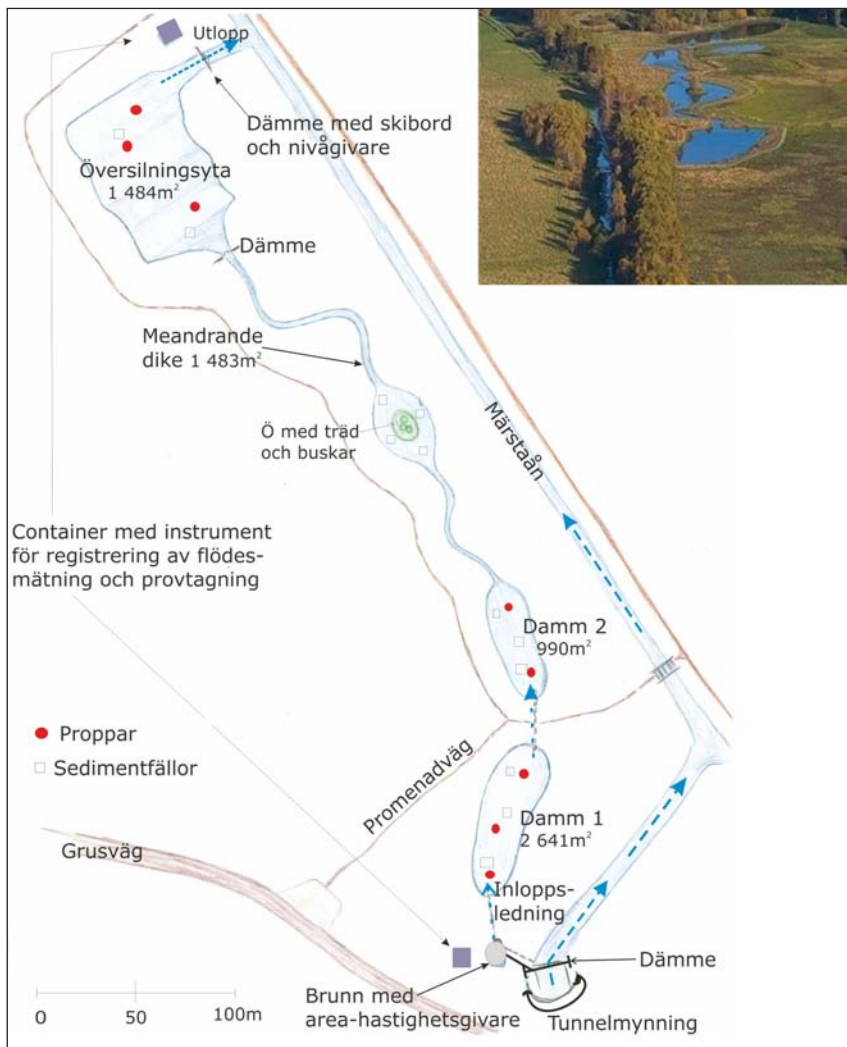 Utlopp
Dämme med skibord
och nivågivare
Översilningsyta
1 484m²
Dämme
Meandrande
dike 1 483m²
Ö med träd
och buskar
Märstaån
Container med instrument
för registrering av flödes-
mätning och provtagning
Damm 2
990m²
Proppar
Sedimentfällor
Promenadväg
Damm 1
2 641m²
Grusväg
Inlopps-
ledning
Dämme
Brunn med
area-hastighetsgivare
Tunnelmynning
0 50 100m